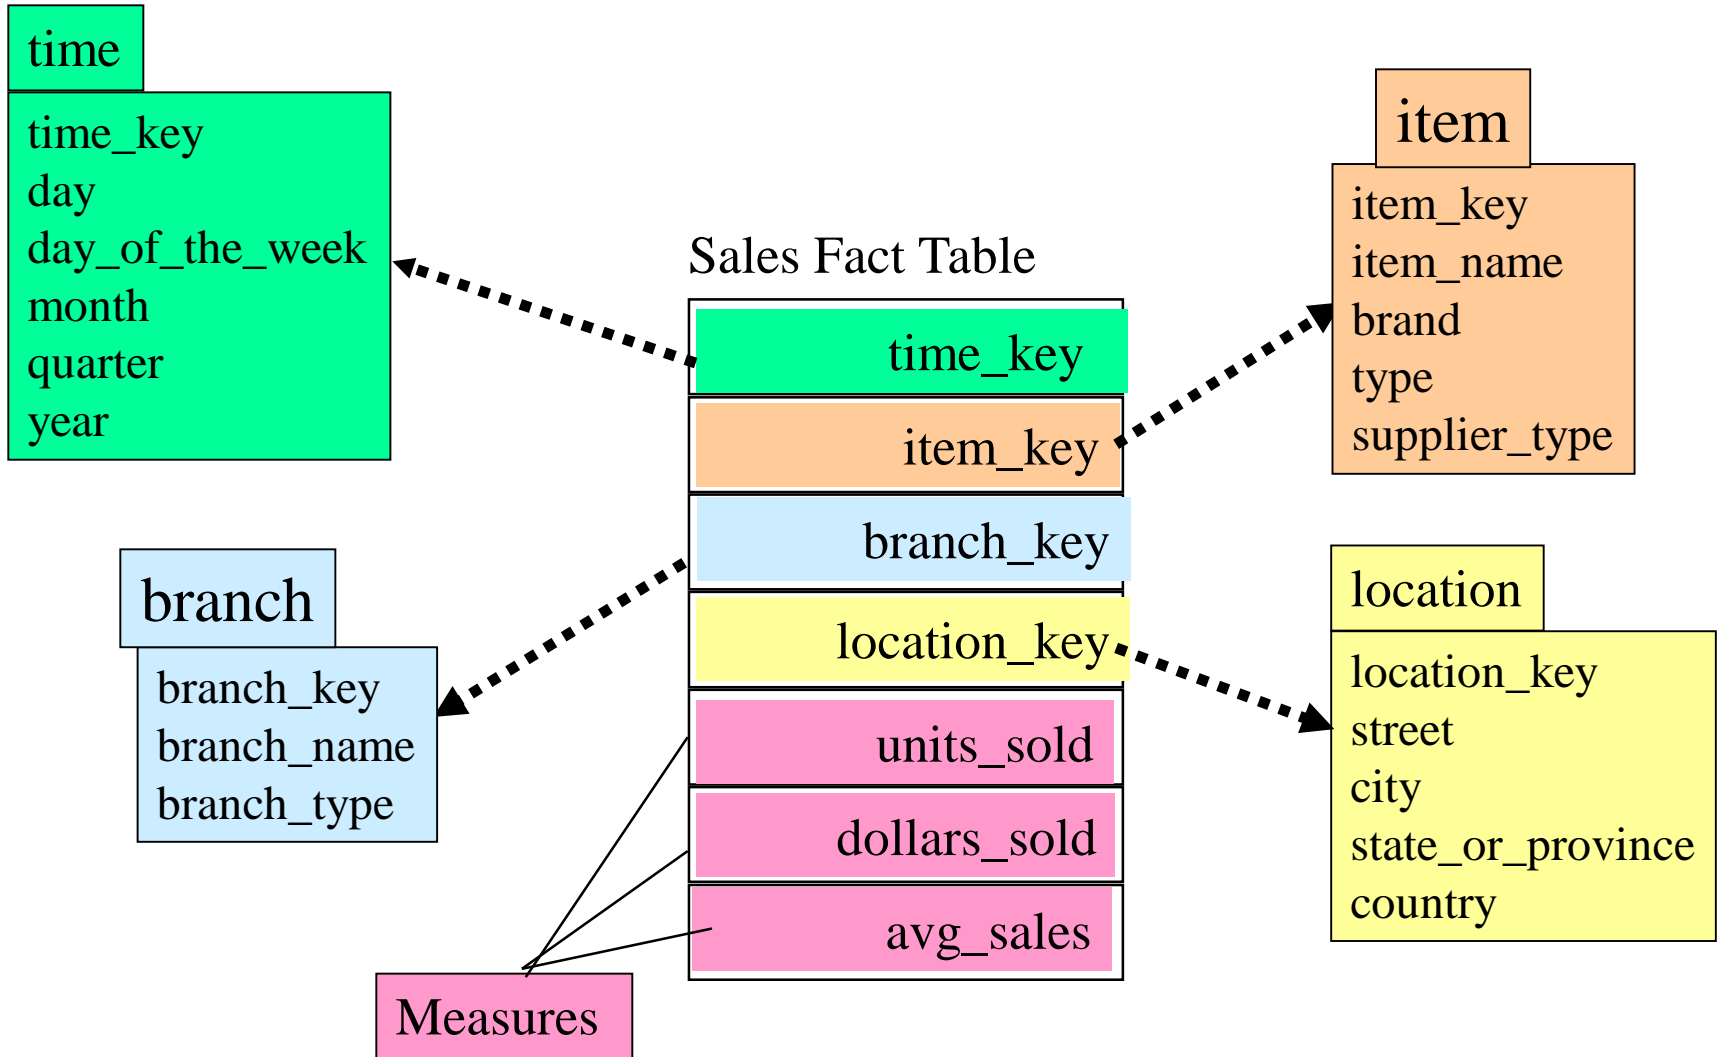 time
time_key
day
day_of_the_week
month
quarter
year
item
item_key
item_name
brand
type
supplier_type
Sales Fact Table
time_key
item_key
branch_key
location_key
units_sold
dollars_sold
avg_sales
branch
branch_key
branch_name
branch_type
location
location_key
street
city
state_or_province
country
Measures